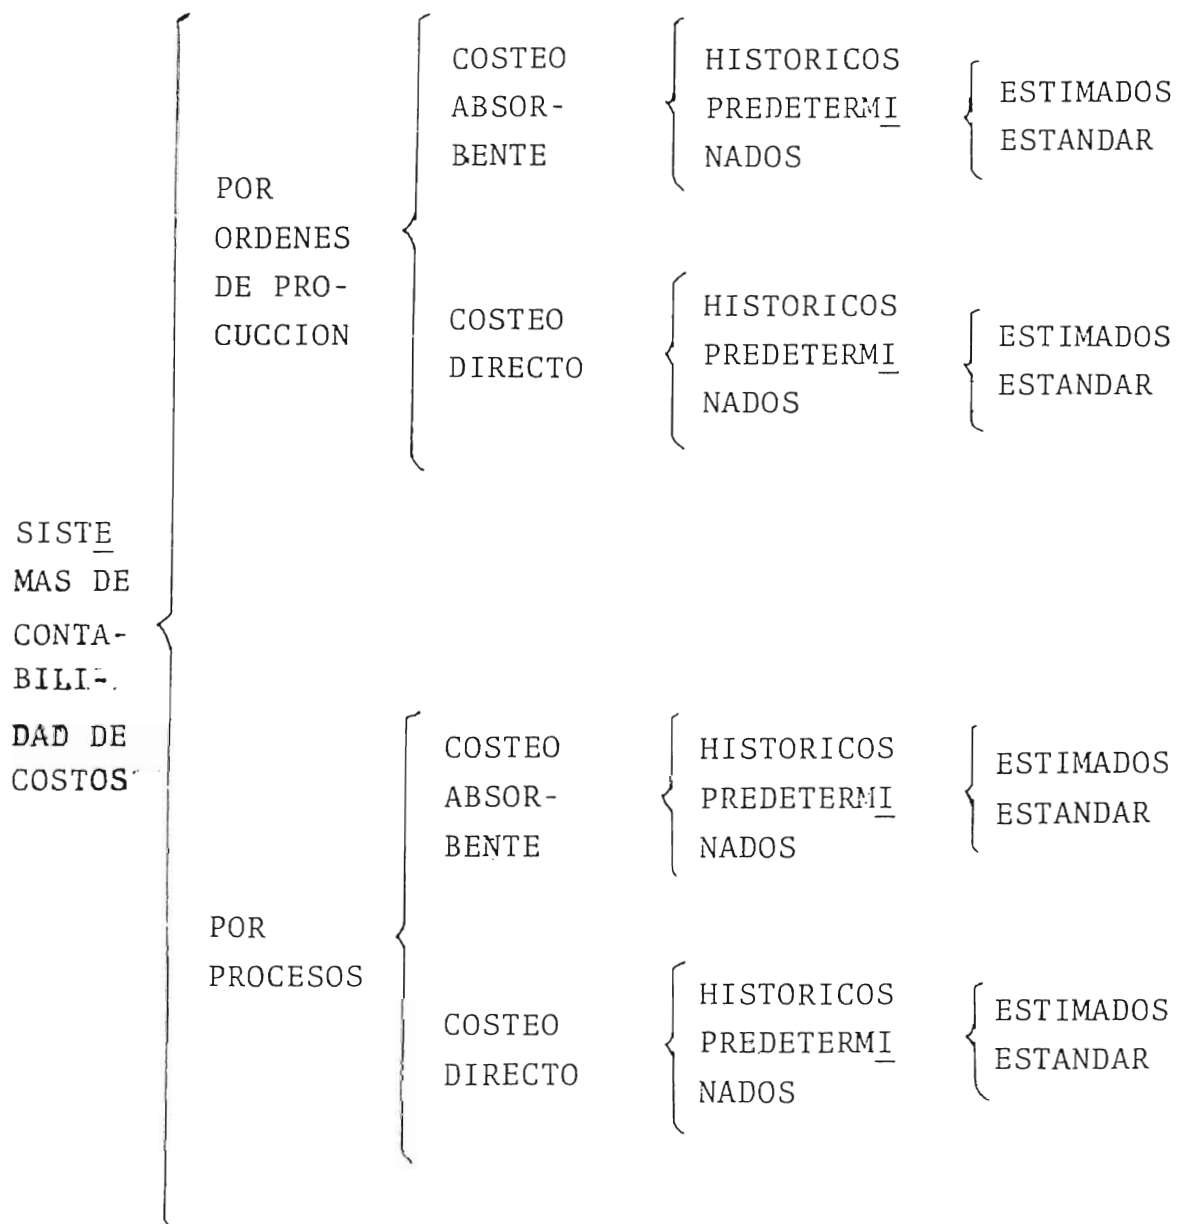 SISTE
MAS DE
CONTA-
BILI-
DAD DE
COSTOS
POR
ORDENES
DE PRO-
CUCCION
COSTEO
ABSOR-
BENTE
HISTORICOS
PREDETERMI
NADOS
ESTIMADOS
ESTANDAR
COSTEO
DIRECTO
HISTORICOS
PREDETERMI
NADOS
ESTIMADOS
ESTANDAR
POR
PROCESOS
COSTEO
ABSOR-
BENTE
HISTORICOS
PREDETERMI
NADOS
ESTIMADOS
ESTANDAR
COSTEO
DIRECTO
HISTORICOS
PREDETERMI
NADOS
ESTIMADOS
ESTANDAR